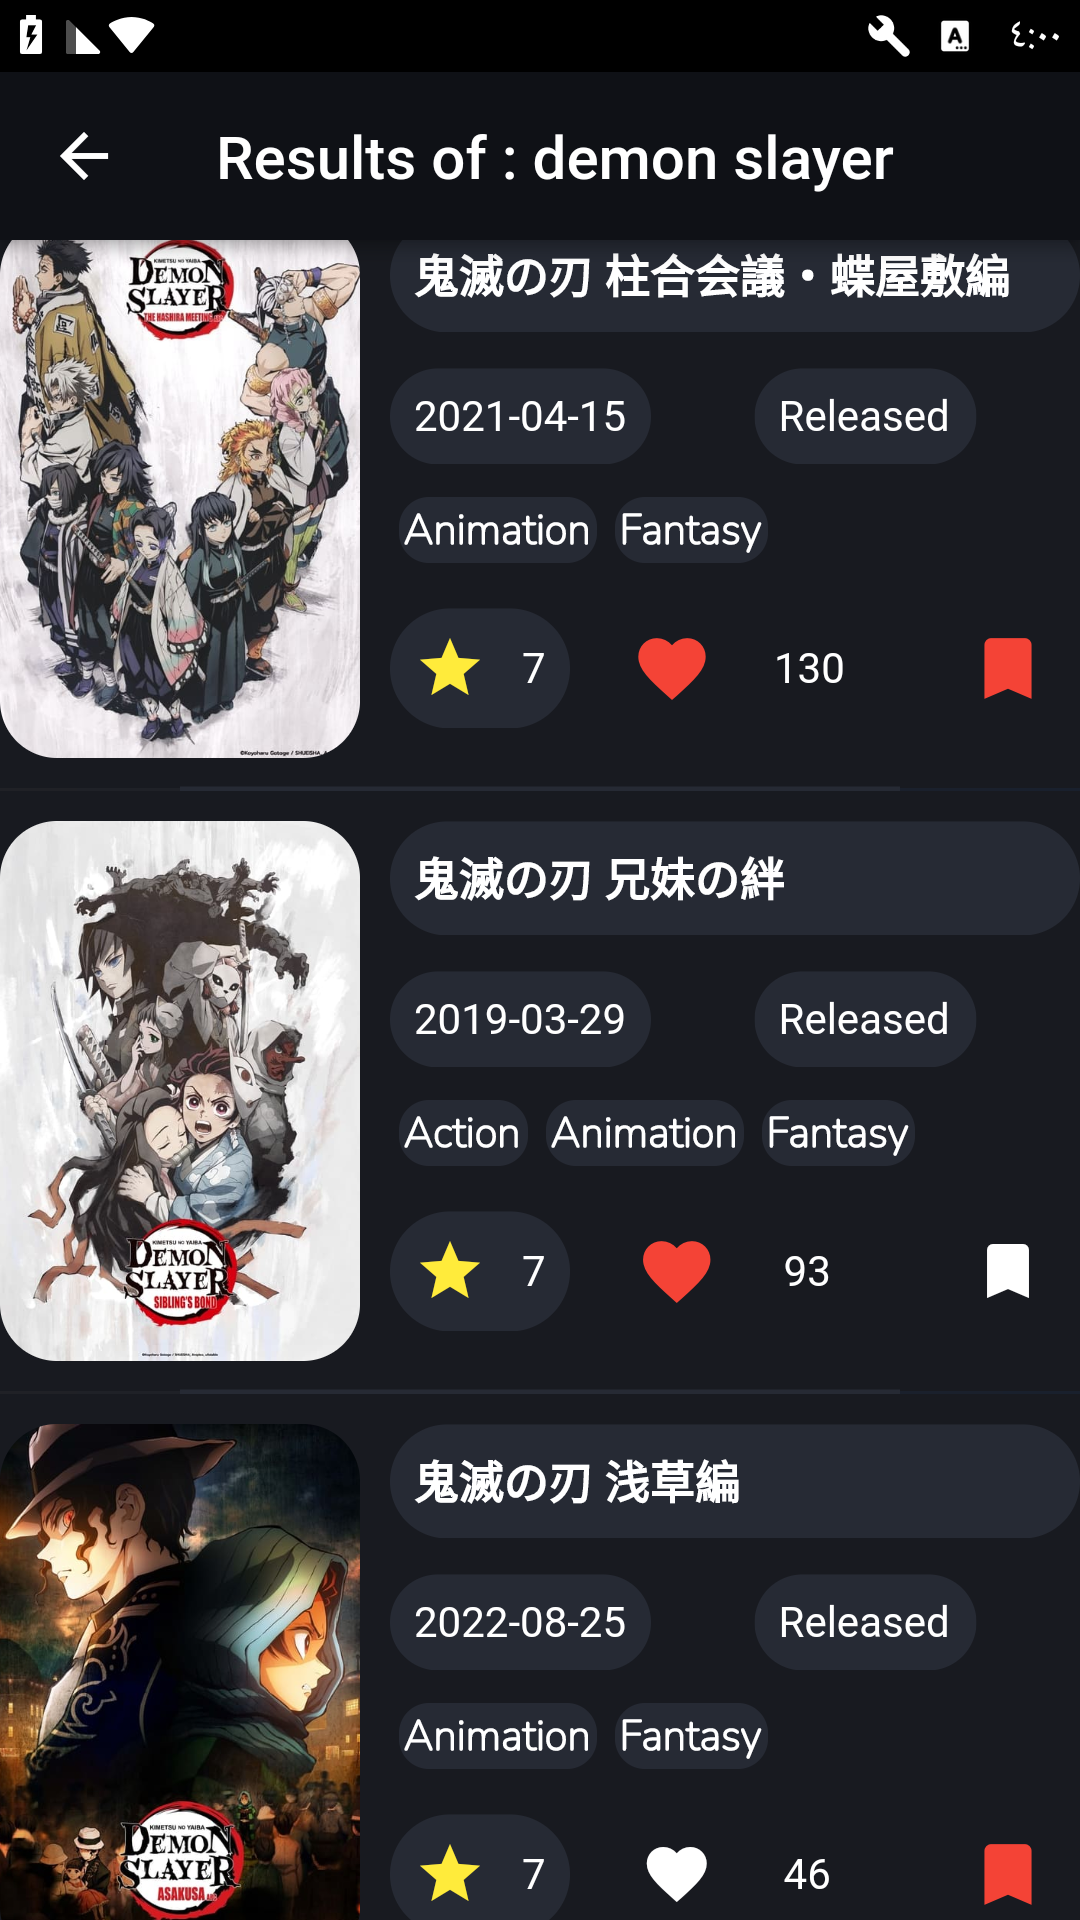 ٤:٠٠
Results of : demon slayer
KIMETSU NO YAIBA
DEMON
SLAYER
THE HASHIRA MEETING ARC
©Koyoharu Gotoge / SHUEISHA, A
鬼滅の刃 柱合会議・蝶屋敷編
2021-04-15
Released
Animation
Fantasy
7
130
KIMETSU NO YAIBA
DEMON
SLAYER
SIBLING'S BOND
鬼滅の刃 兄妹の絆
2019-03-29
Released
Action
Animation
Fantasy
7
93
KIMETSU NO YAIBA
DEMON
SLAYER
ASAKUSA ARC
鬼滅の刃 浅草編
2022-08-25
Released
Animation
Fantasy
7
46